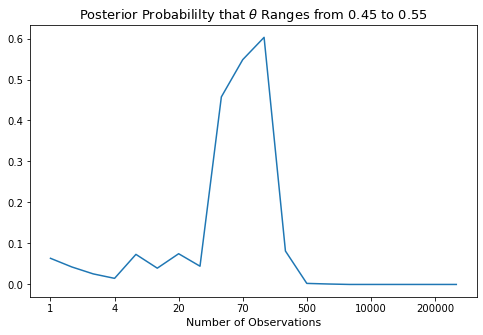 Posterior Probabililty that θ Ranges from 0.45 to 0.55
0.6
0.5
0.4
0.3
0.2
0.1
0.0
1 4 20 70 500 10000 200000
Number of Observations